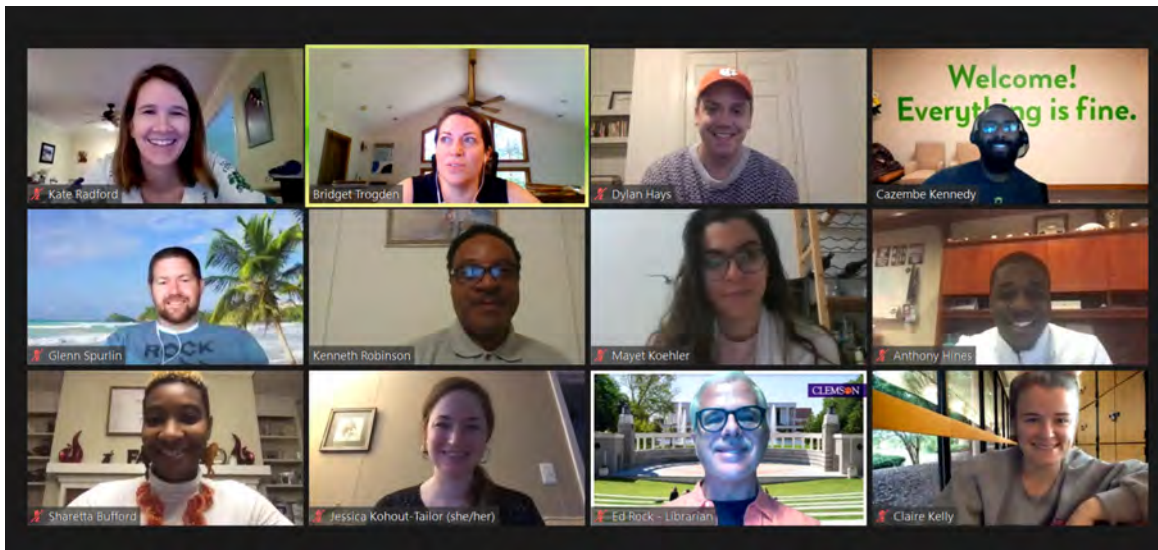 Kate Radford
Bridget Trogden
Dylan Hays
Welcome!
Everything is fine.
Cazembe Kennedy
Glenn Spurlin
ROCK
Kenneth Robinson
Mayet Koehler
Anthony Hines
Sharetta Bufford
Jessica Kohout-Tailor (she/her)
CLEMSON
Ed Rock - Librarian
Claire Kelly